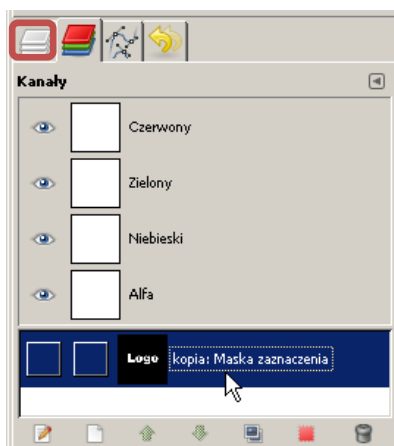 Kanały
Czerwony
Zielony
Niebieski
Alfa
Logo kopia: Maska zaznaczenia